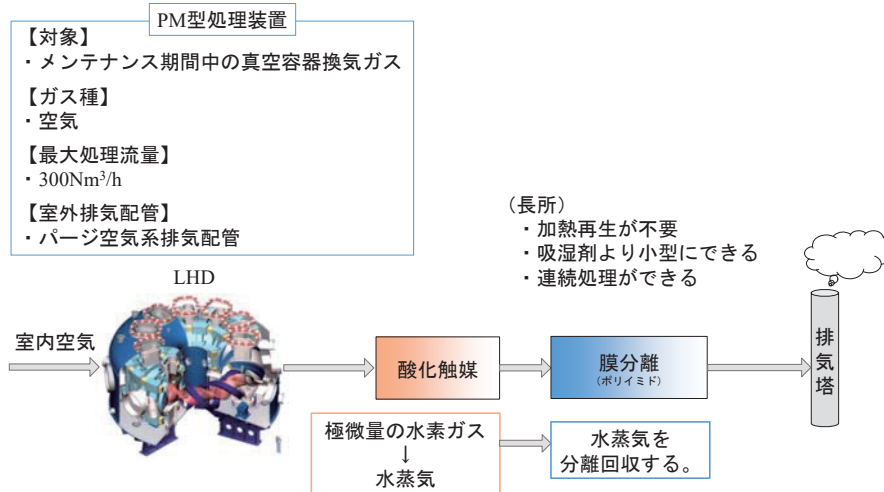 PM型処理装置
【対象】
・メンテナンス期間中の真空容器換気ガス
【ガス種】
・空気
【最大処理流量】
・300Nm³/h
【室外排気配管】
・パージ空気系排気配管
（長所）
・加熱再生が不要
・吸湿剤より小型にできる
・連続処理ができる
LHD
室内空気
酸化触媒
膜分離
（ポリイミド）
排気塔
極微量の水素ガス
↓
水蒸気
水蒸気を
分離回収する。